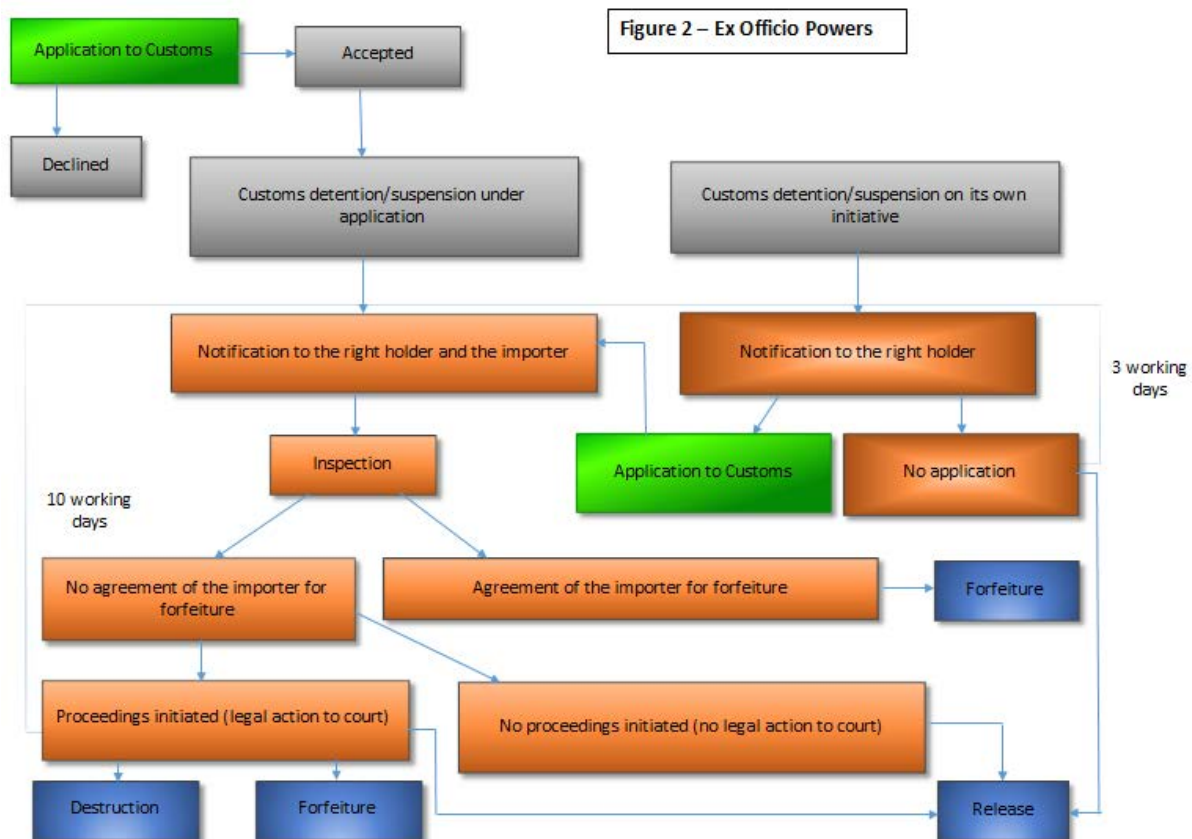 Figure 2 – Ex Officio Powers
Application to Customs
Accepted
Declined
Customs detention/suspension under
application
Customs detention/suspension on its own
initiative
Notification to the right holder and the importer
Notification to the right holder
3 working
days
Inspection
Application to Customs
No application
10 working
days
No agreement of the importer for
forfeiture
Agreement of the importer for forfeiture
Forfeiture
Proceedings initiated (legal action to court)
No proceedings initiated (no legal action to court)
Destruction
Forfeiture
Release